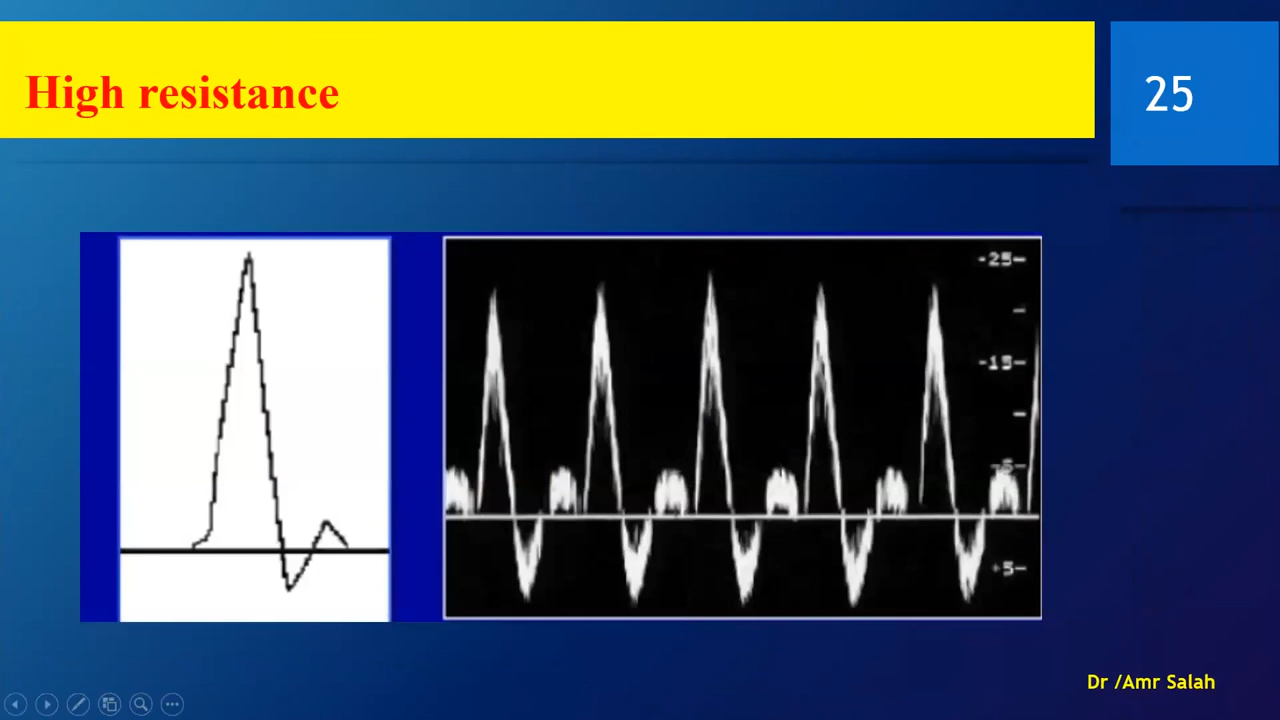 High resistance
25
-25-
-15-
-5-
+5-
Dr /Amr Salah